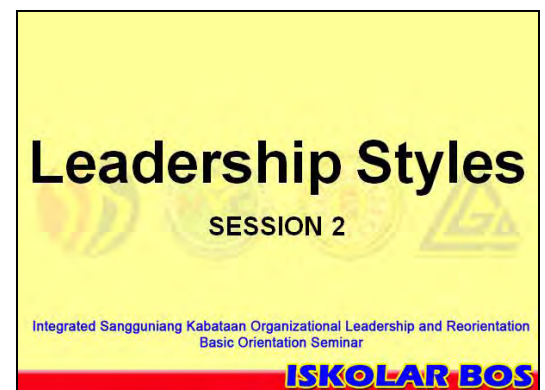 Leadership Styles
SESSION 2
Integrated Sangguniang Kabataan Organizational Leadership and Reorientation
Basic Orientation Seminar
ISKOLAR BOS